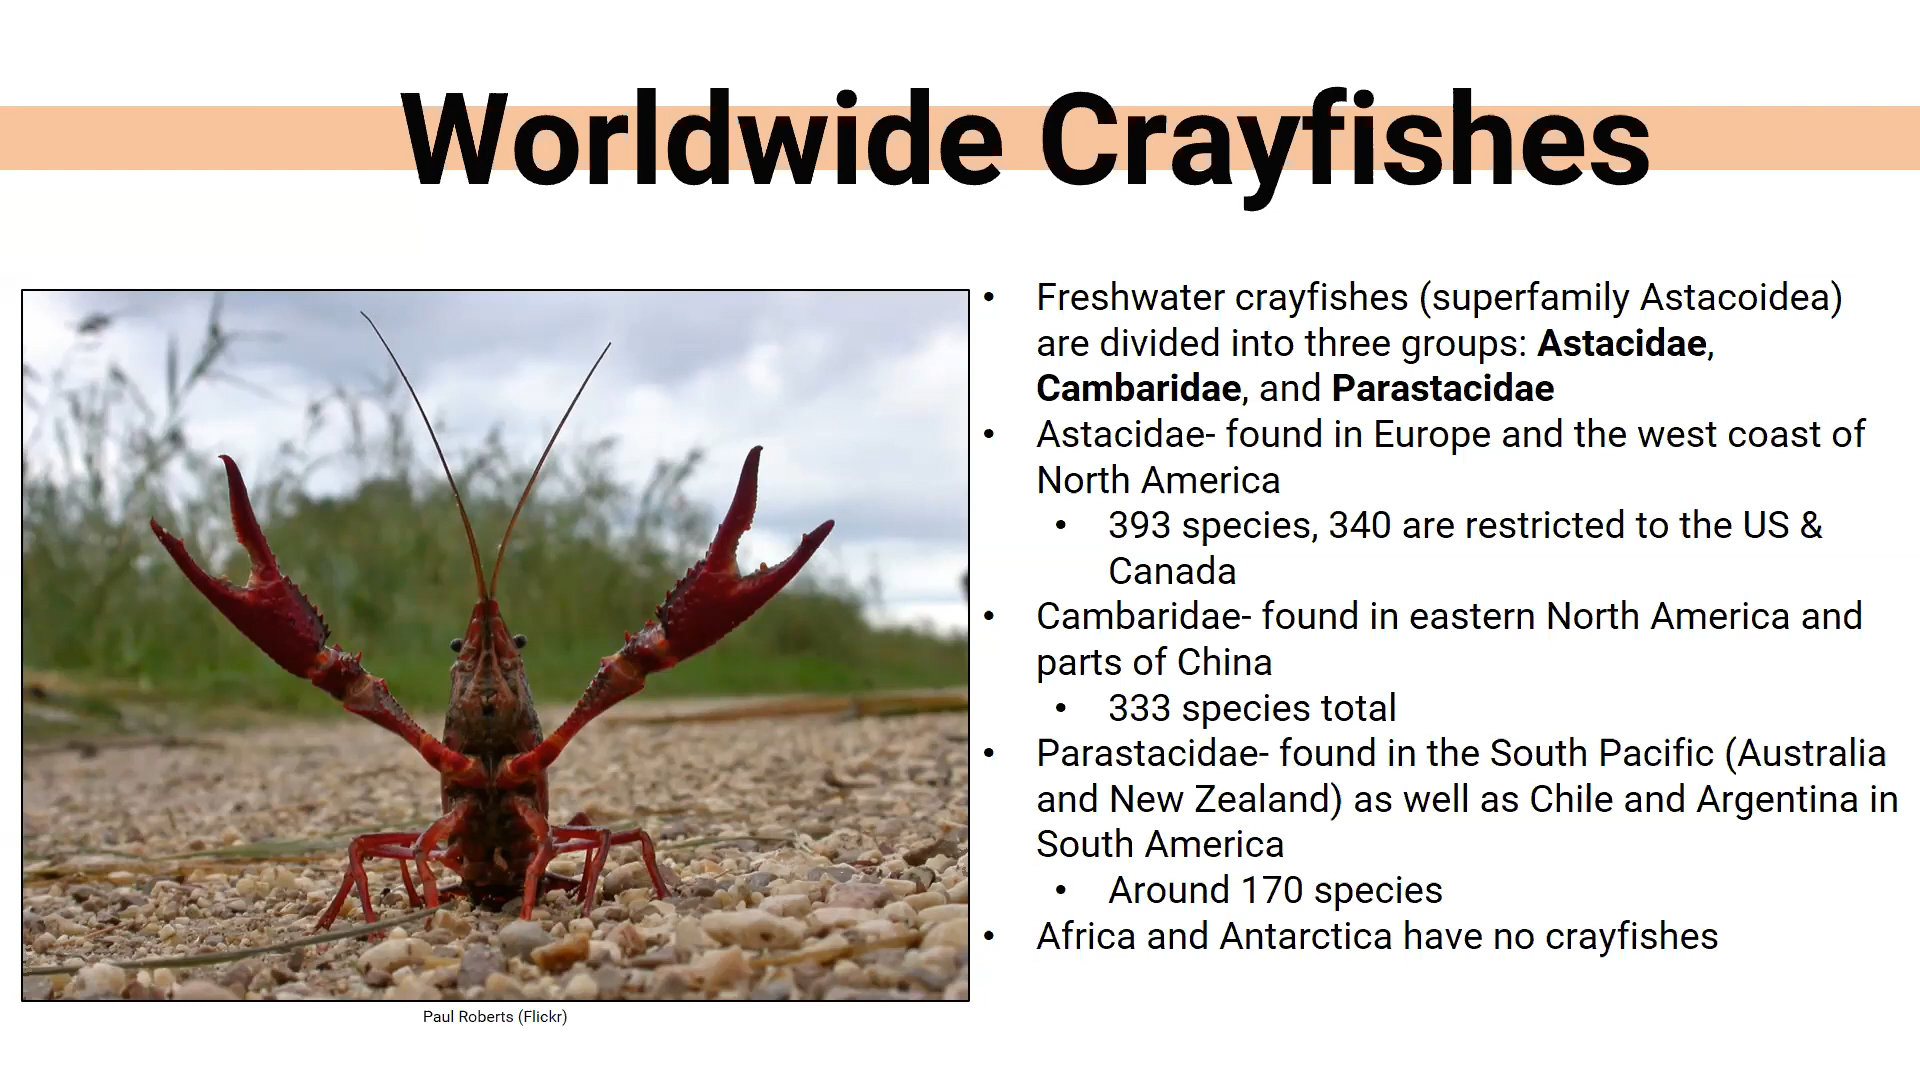 Worldwide Crayfishes
• Freshwater crayfishes (superfamily Astacoidea)
are divided into three groups: Astacidae,
Cambaridae, and Parastacidae
• Astacidae- found in Europe and the west coast of
North America
• 393 species, 340 are restricted to the US &
Canada
• Cambaridae- found in eastern North America and
parts of China
• 333 species total
• Parastacidae- found in the South Pacific (Australia
and New Zealand) as well as Chile and Argentina in
South America
• Around 170 species
• Africa and Antarctica have no crayfishes
Paul Roberts (Flickr)